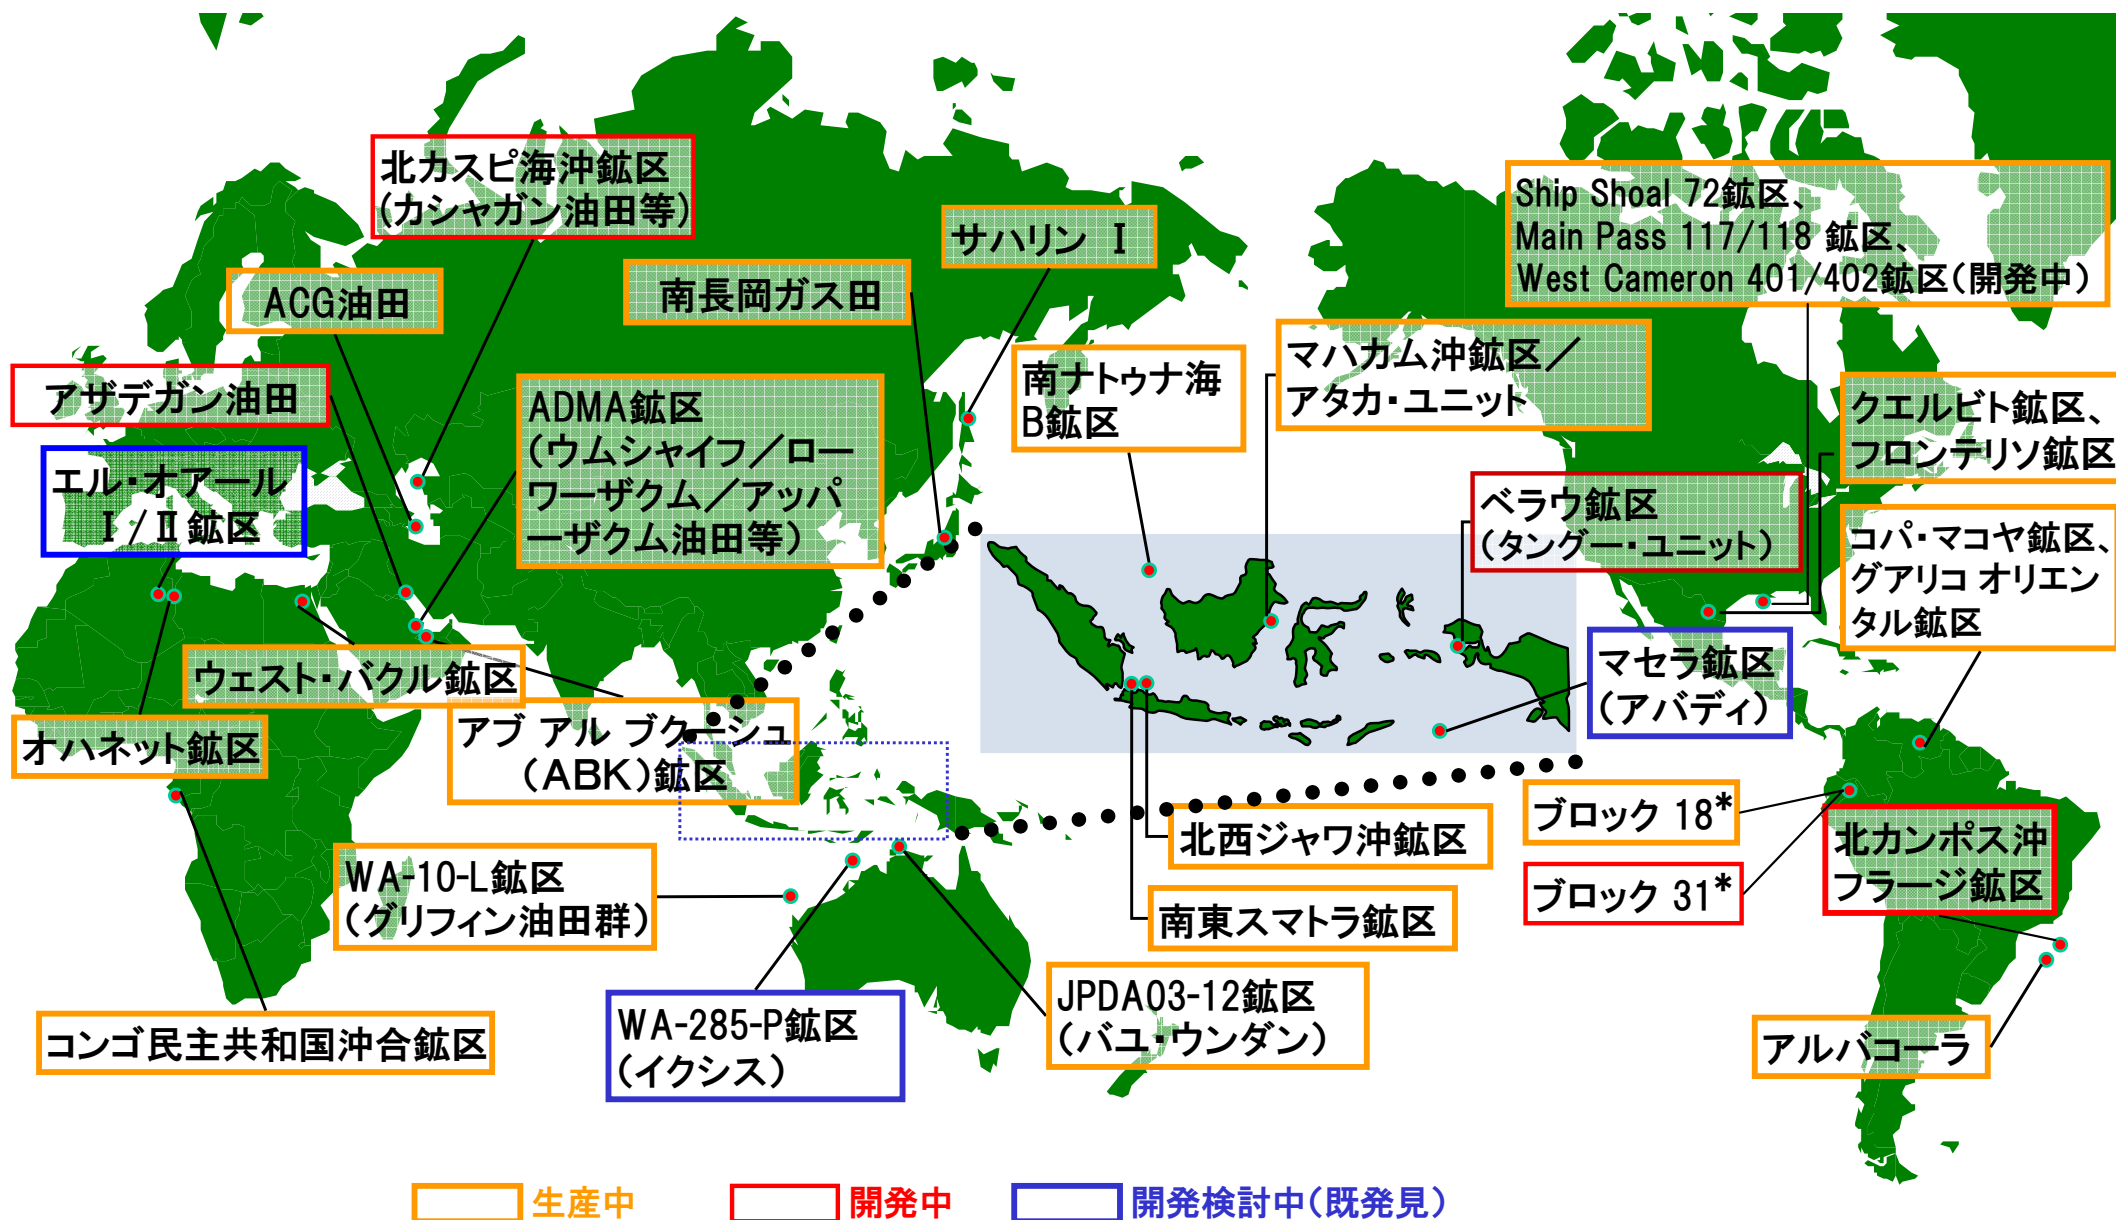 北カスピ海沖鉱区
(カシャガン油田等)
サハリン Ⅰ
Ship Shoal 72鉱区、
Main Pass 117/118 鉱区、
West Cameron 401/402鉱区(開発中)
ACG油田
南長岡ガス田
マハカム沖鉱区/
アタカ・ユニット
南ナトゥナ海
B鉱区
アザデガン油田
ADMA鉱区
(ウムシャイフ/ロー
ワーザクム/アッパ
ーザクム油田等)
クエルビト鉱区、
フロンテリソ鉱区
エル・オアール
Ⅰ/Ⅱ鉱区
ベラウ鉱区
(タングー・ユニット)
コパ・マコヤ鉱区、
グアリコ オリエン
タル鉱区
ウェスト・バクル鉱区
マセラ鉱区
(アバディ)
オハネット鉱区
アブ アル ブクーシュ
(ABK)鉱区
ブロック 18*
北西ジャワ沖鉱区
北カンポス沖
フラージ鉱区
WA-10-L鉱区
(グリフィン油田群)
ブロック 31*
南東スマトラ鉱区
WA-285-P鉱区
(イクシス)
JPDA03-12鉱区
(バユ・ウンダン)
コンゴ民主共和国沖合鉱区
アルバコーラ
生産中
開発中
開発検討中(既発見)